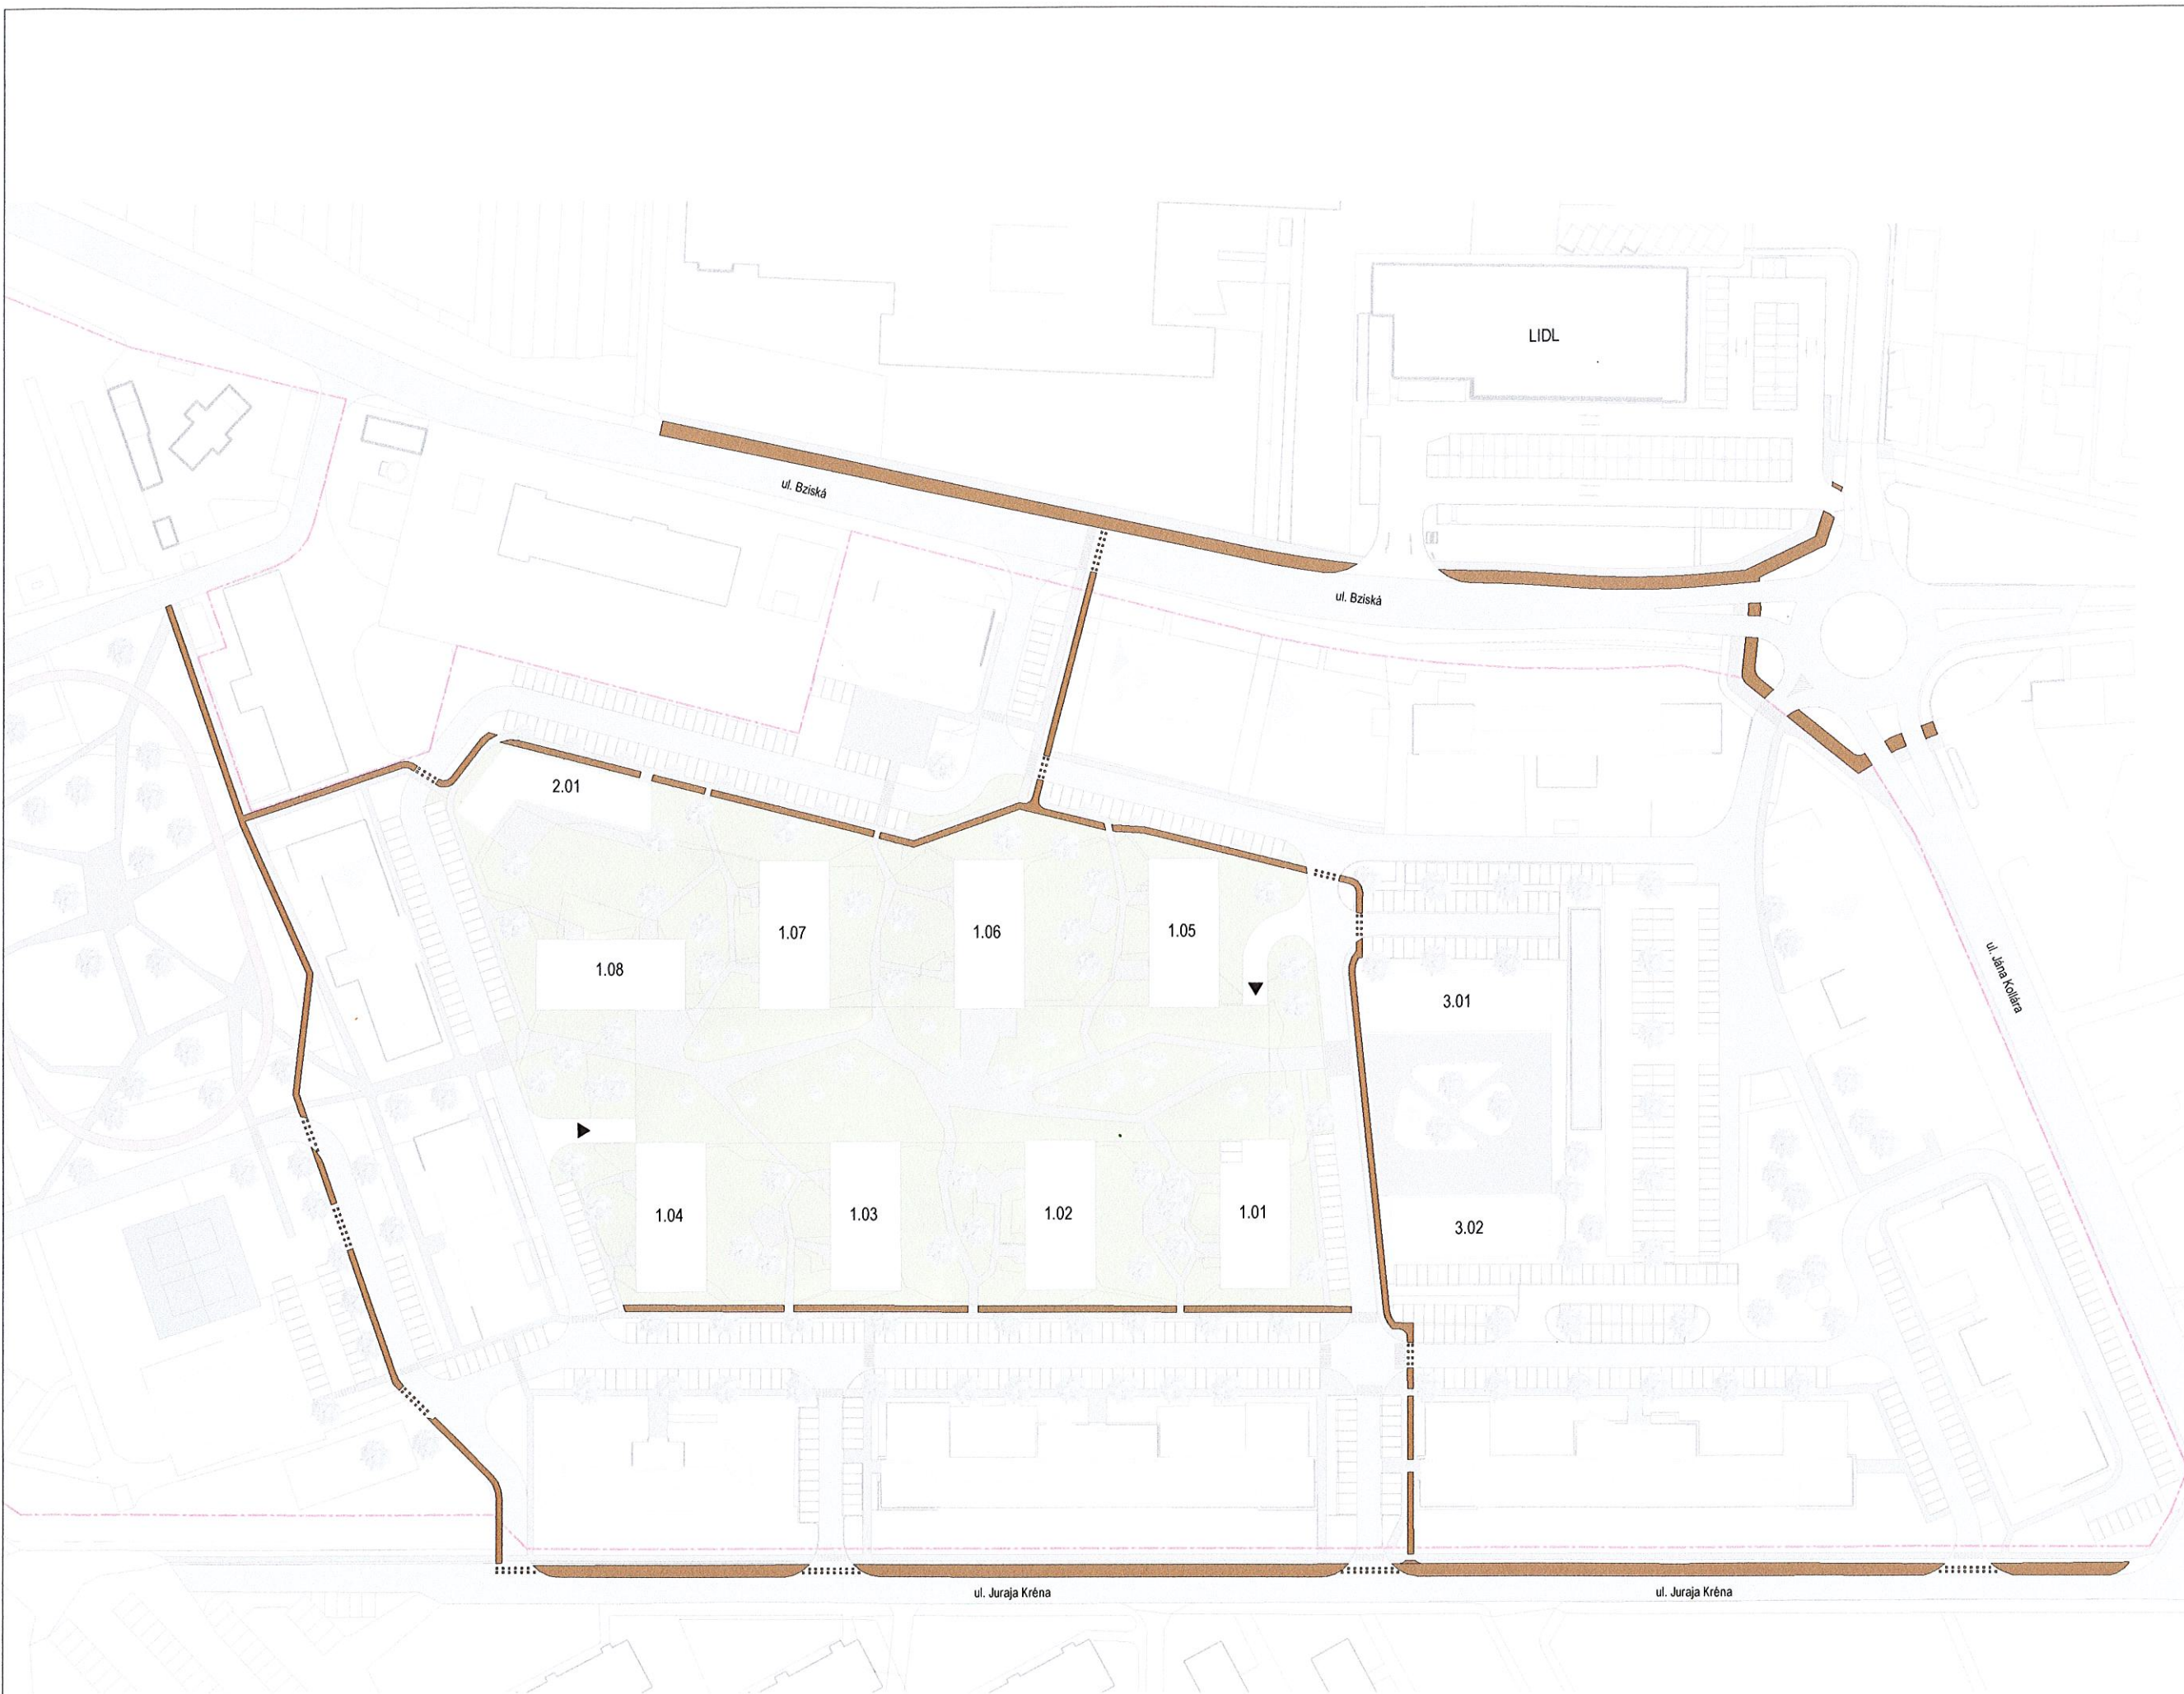 LIDL
ul. Bziská
ul. Bziská
2.01
1.07
1.06
1.05
1.08
3.01
ul. Jána Kollára
1.04
1.03
1.02
1.01
3.02
ul. Juraja Kréna
ul. Juraja Kréna